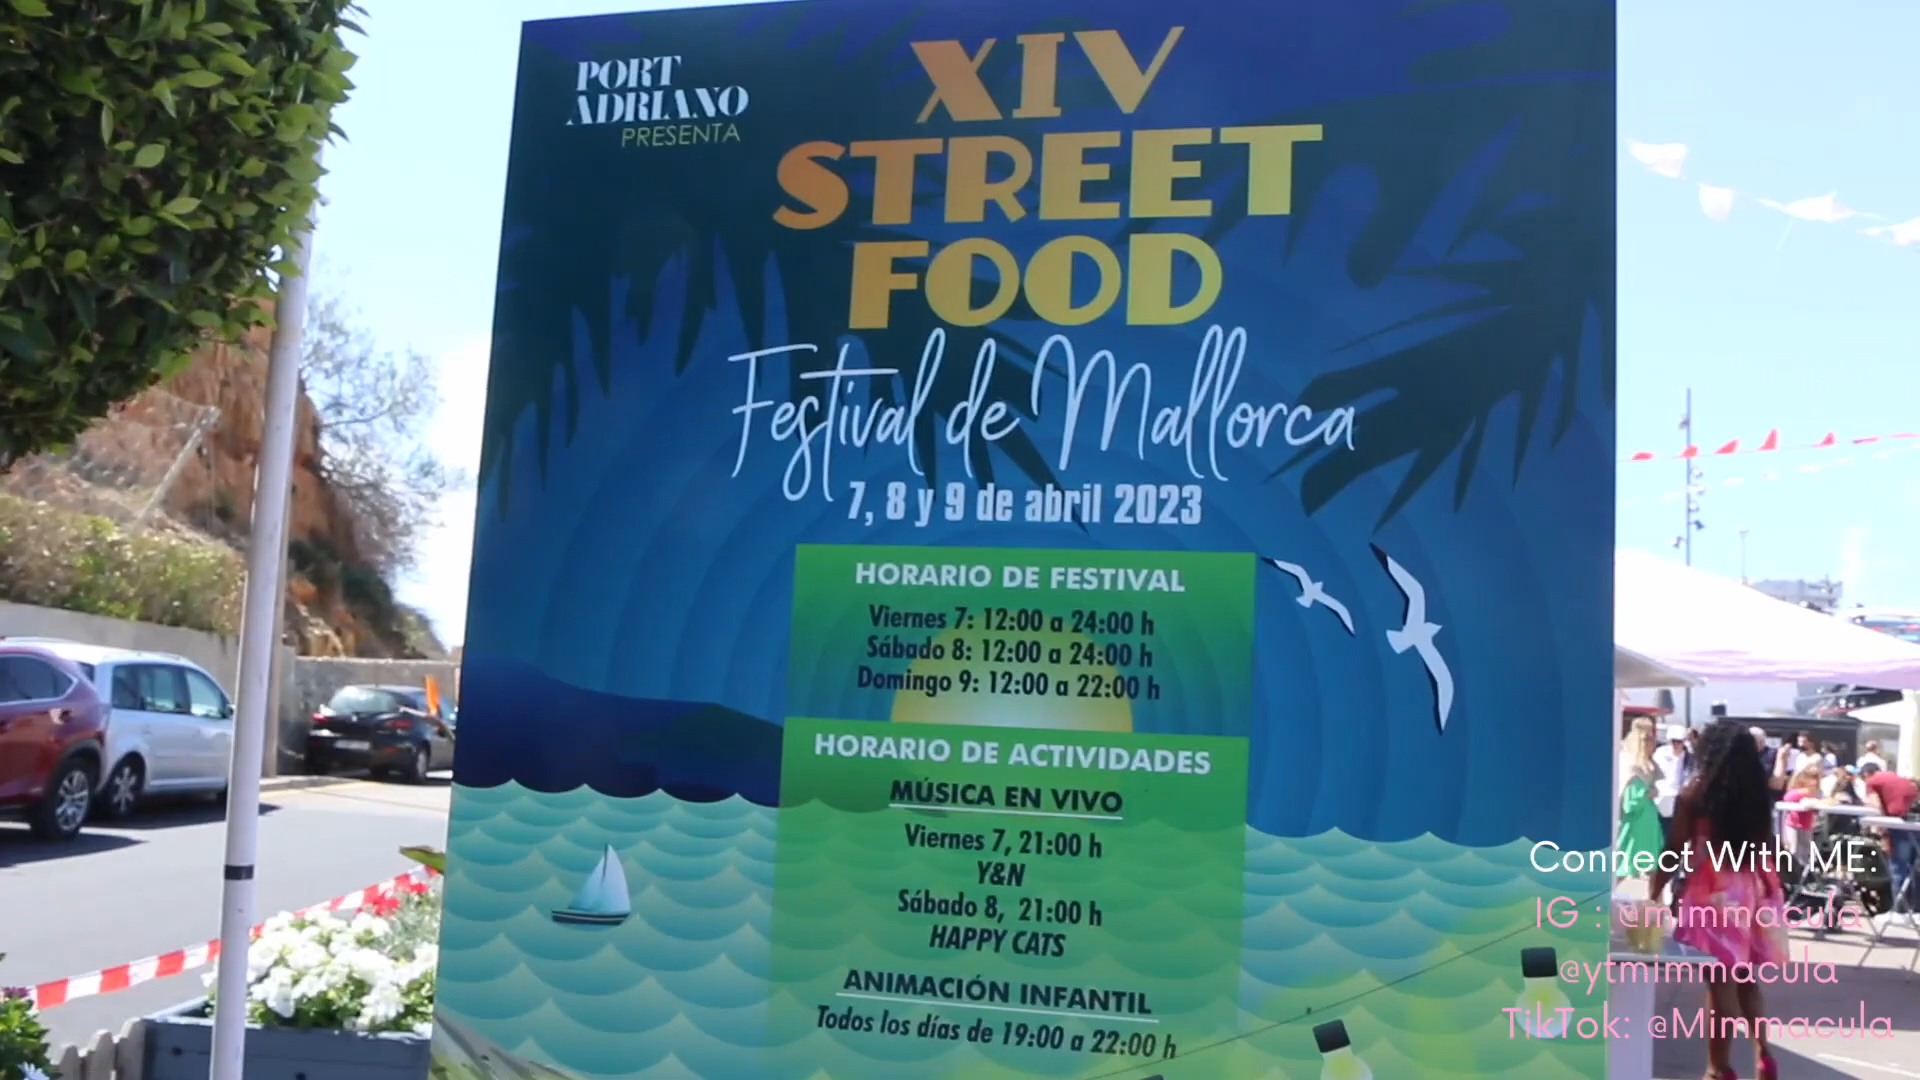 PORT
ADRIANO
PRESENTA
XIV
STREET
FOOD
Festival de Mallorca
7, 8 y 9 de abril 2023
HORARIO DE FESTIVAL
Viernes 7: 12:00 a 24:00 h
Sábado 8: 12:00 a 24:00 h
Domingo 9: 12:00 a 22:00 h
HORARIO DE ACTIVIDADES
MÚSICA EN VIVO
Viernes 7, 21:00 h
Y&N
Sábado 8, 21:00 h
HAPPY CATS
ANIMACIÓN INFANTIL
Todos los días de 19:00 a 22:00 h
Connect With ME:
IG : @mimmacula
@ytmimmacula
TikTok: @Mimmacula